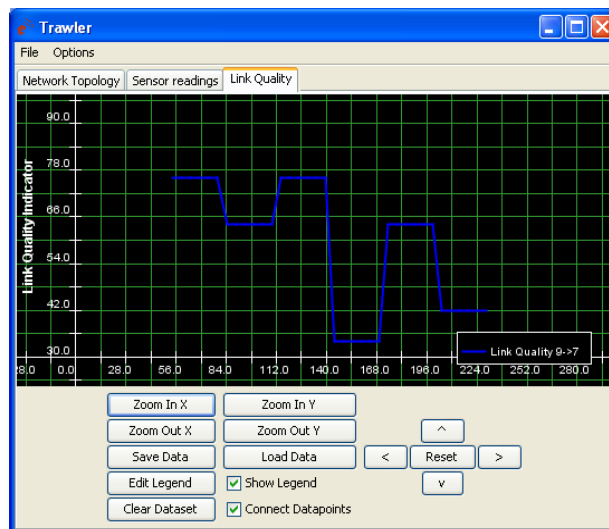 Trawler
File Options
Network Topology Sensor readings Link Quality
90.0
78.0
66.0
54.0
42.0
30.0
Link Quality Indicator
Link Quality 9->7
28.0 0.0 28.0 56.0 84.0 112.0 140.0 168.0 196.0 224.0 252.0 280.0
Zoom In X Zoom In Y
Zoom Out X Zoom Out Y ^
Save Data Load Data < Reset >
Edit Legend Show Legend v
Clear Dataset Connect Datapoints